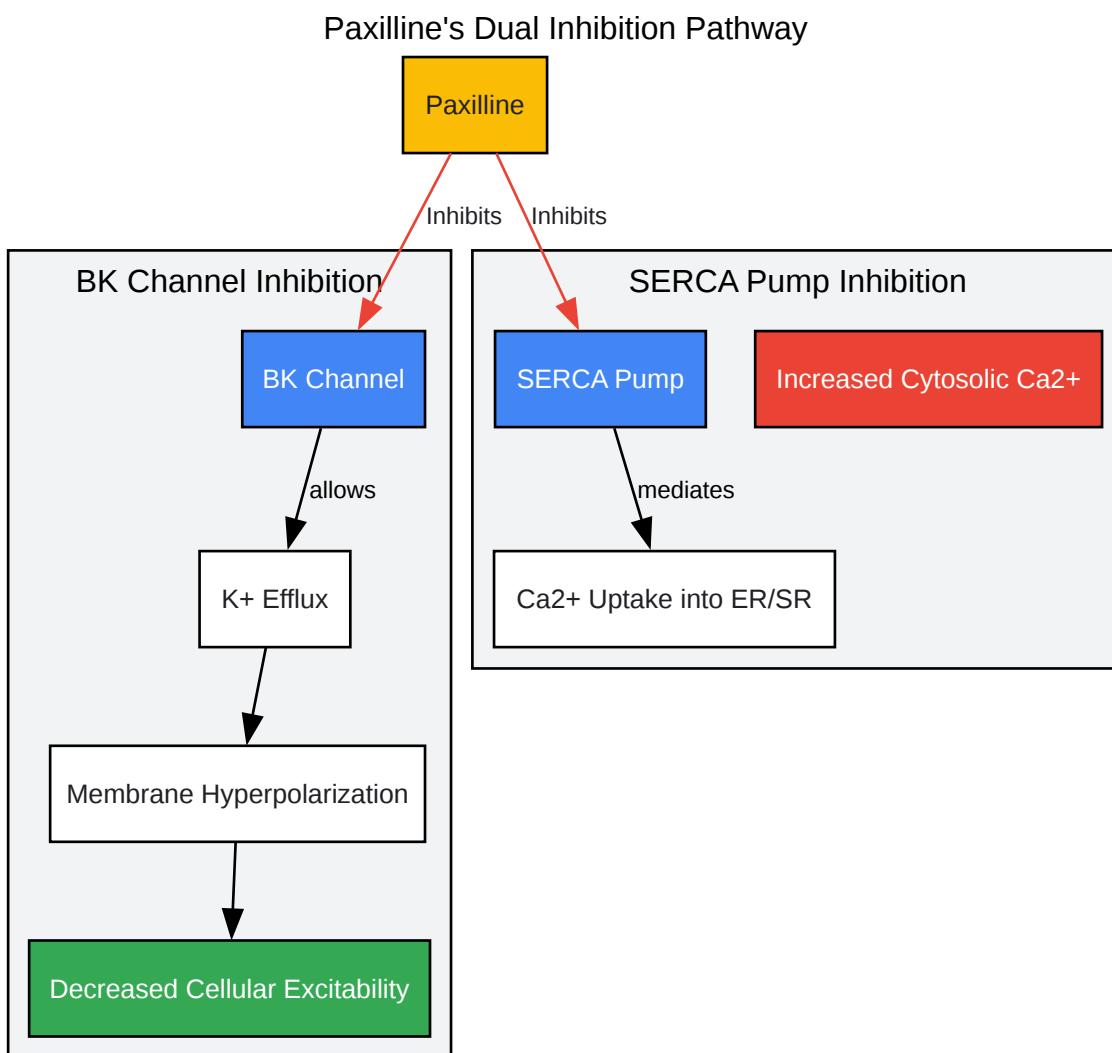 Paxilline's Dual Inhibition Pathway
Paxilline
Inhibits
Inhibits
BK Channel Inhibition
SERCA Pump Inhibition
BK Channel
SERCA Pump
Increased Cytosolic Ca2+
allows
mediates
K+ Efflux
Ca2+ Uptake into ER/SR
Membrane Hyperpolarization
Decreased Cellular Excitability